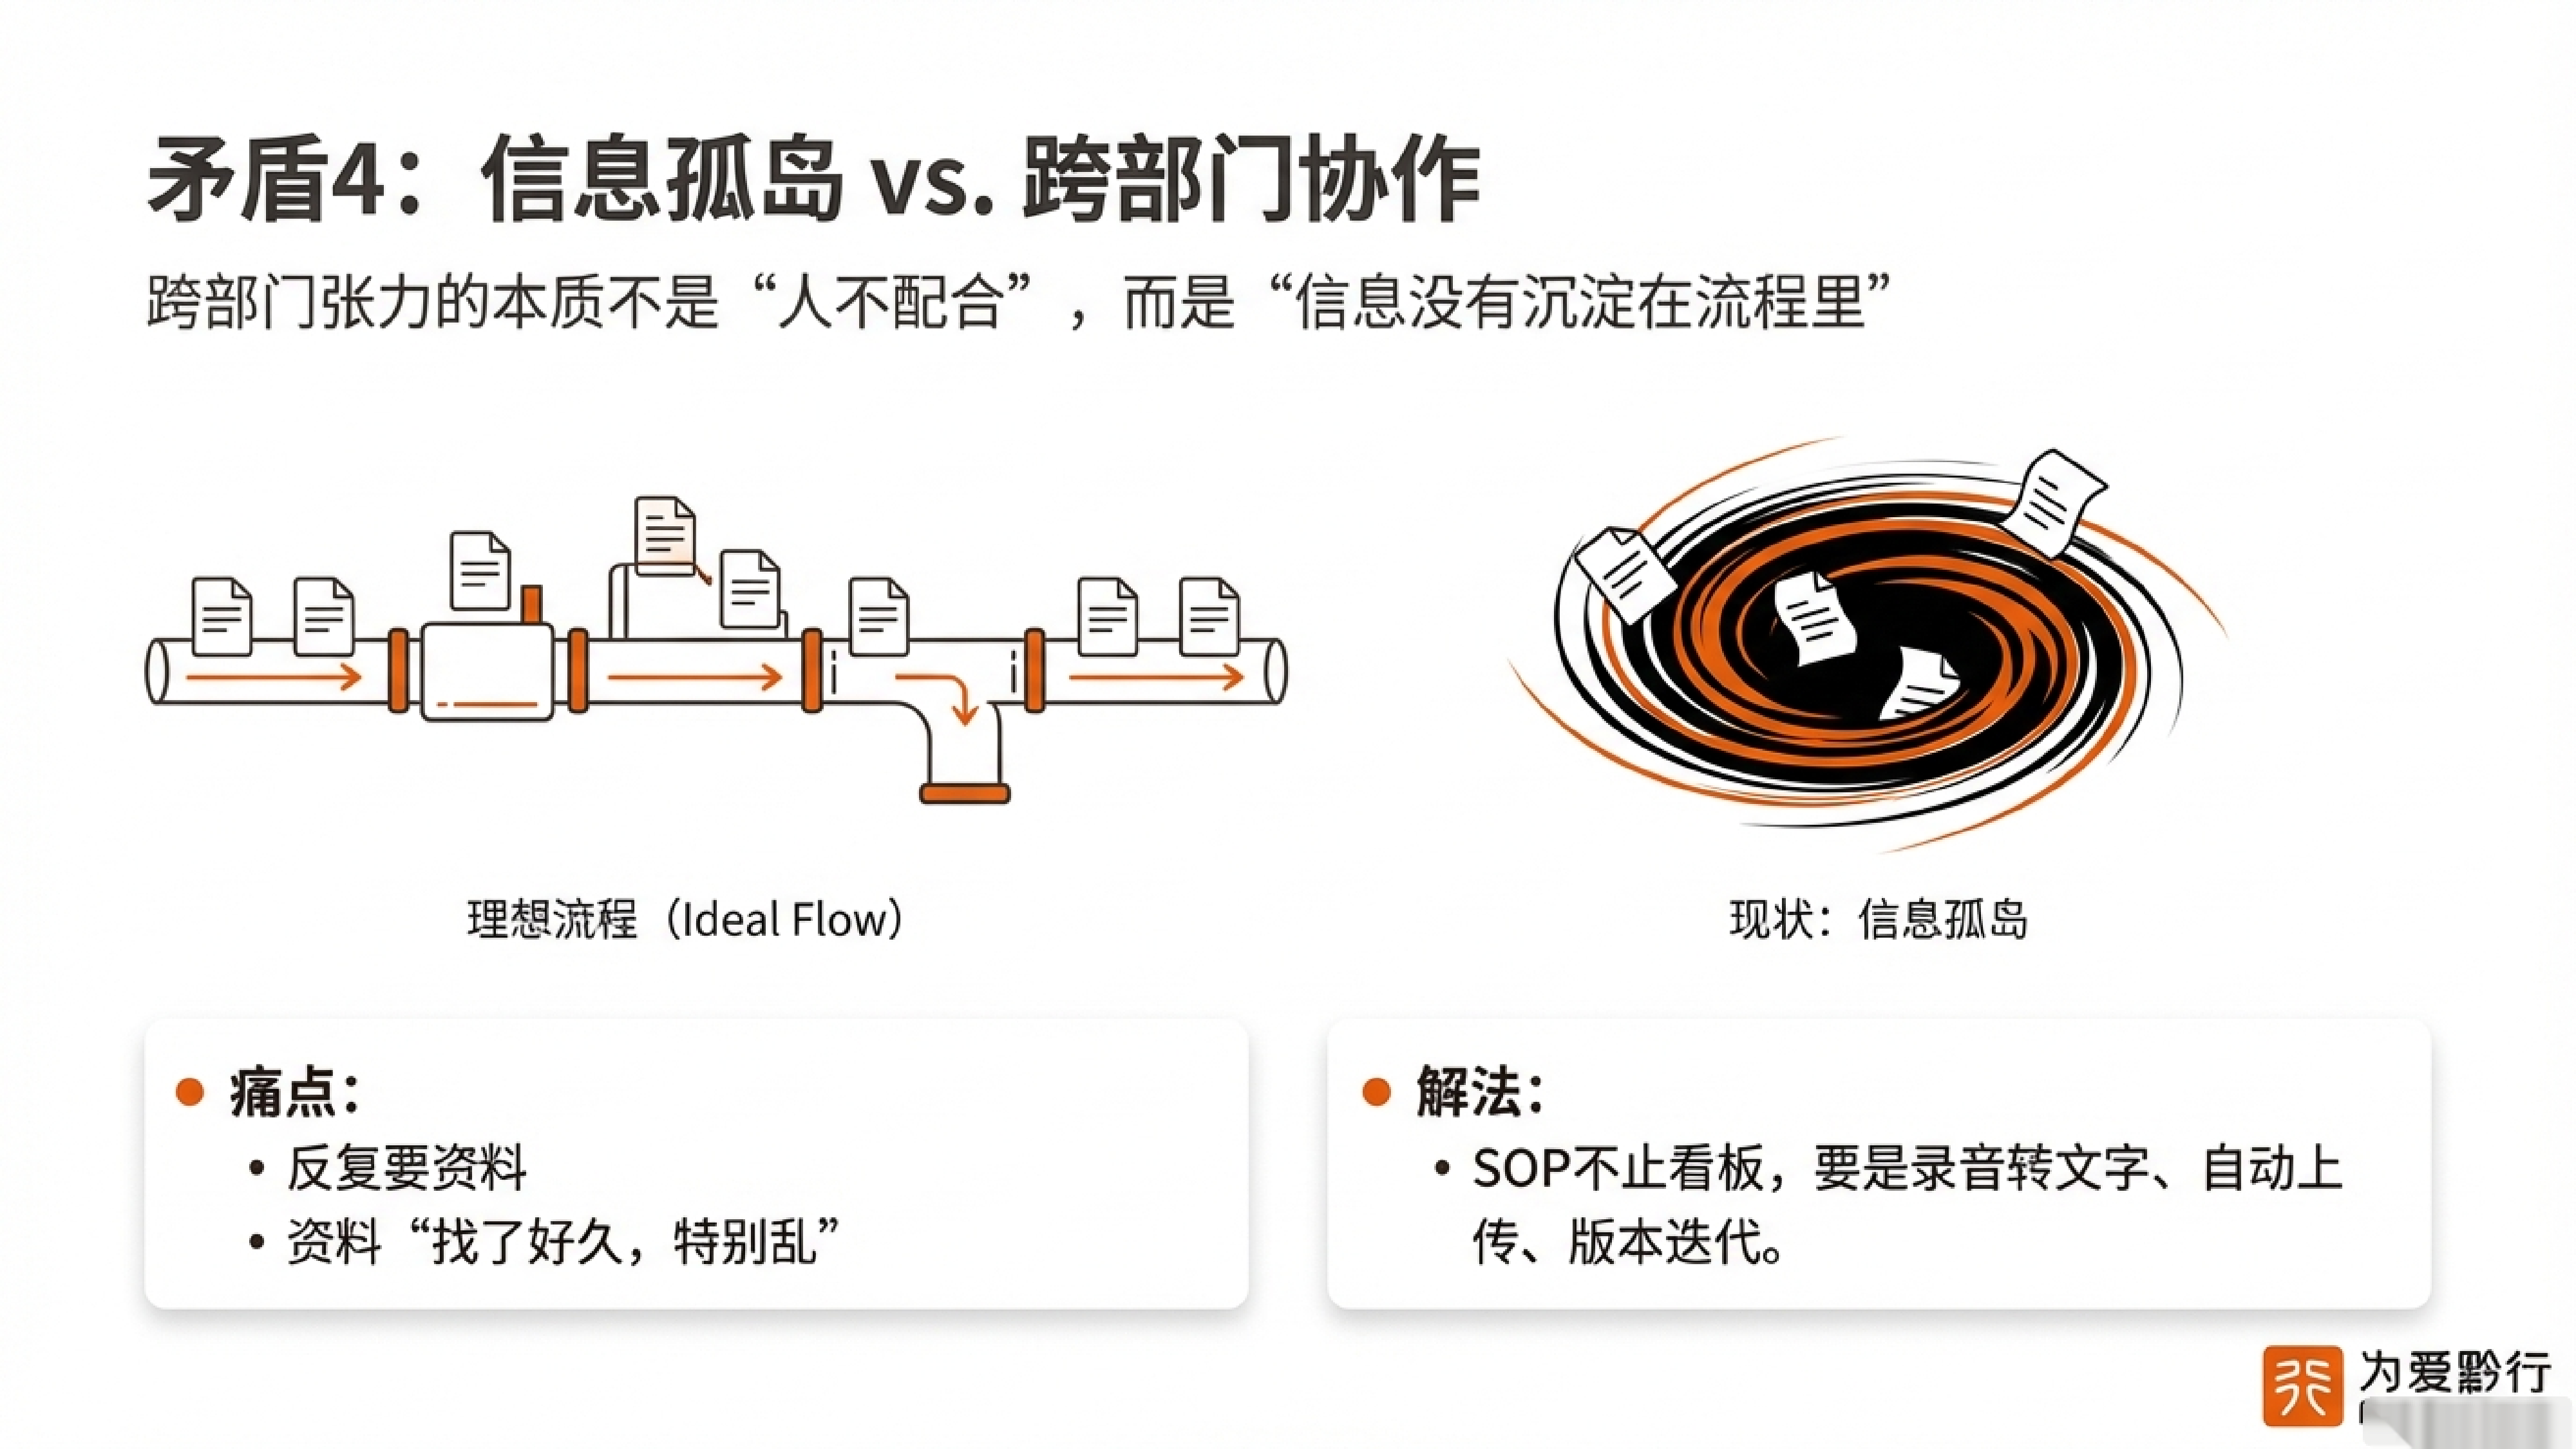 矛盾4：信息孤岛 vs. 跨部门协作
跨部门张力的本质不是“人不配合”，而是“信息没有沉淀在流程里”
理想流程（Ideal Flow）
现状：信息孤岛
痛点：
• 反复要资料
• 资料“找了好久，特别乱”
解法：
• SOP不止看板，要是录音转文字、自动上
传、版本迭代。
为爱黔行